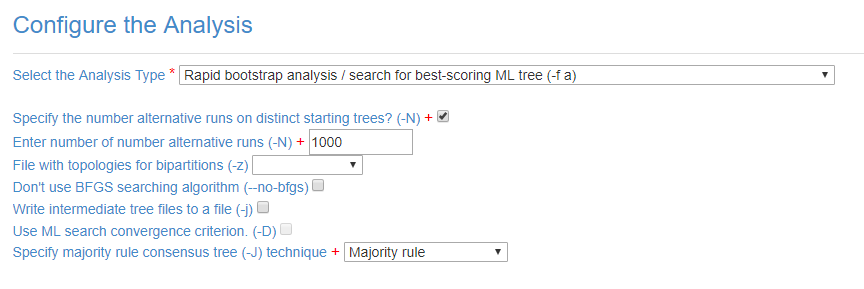 Configure the Analysis
Select the Analysis Type * Rapid bootstrap analysis / search for best-scoring ML tree (-f a)
Specify the number alternative runs on distinct starting trees? (-N) +
Enter number of number alternative runs (-N) + 1000
File with topologies for bipartitions (-z)
Don't use BFGS searching algorithm (--no-bfgs)
Write intermediate tree files to a file (-j)
Use ML search convergence criterion. (-D)
Specify majority rule consensus tree (-J) technique + Majority rule